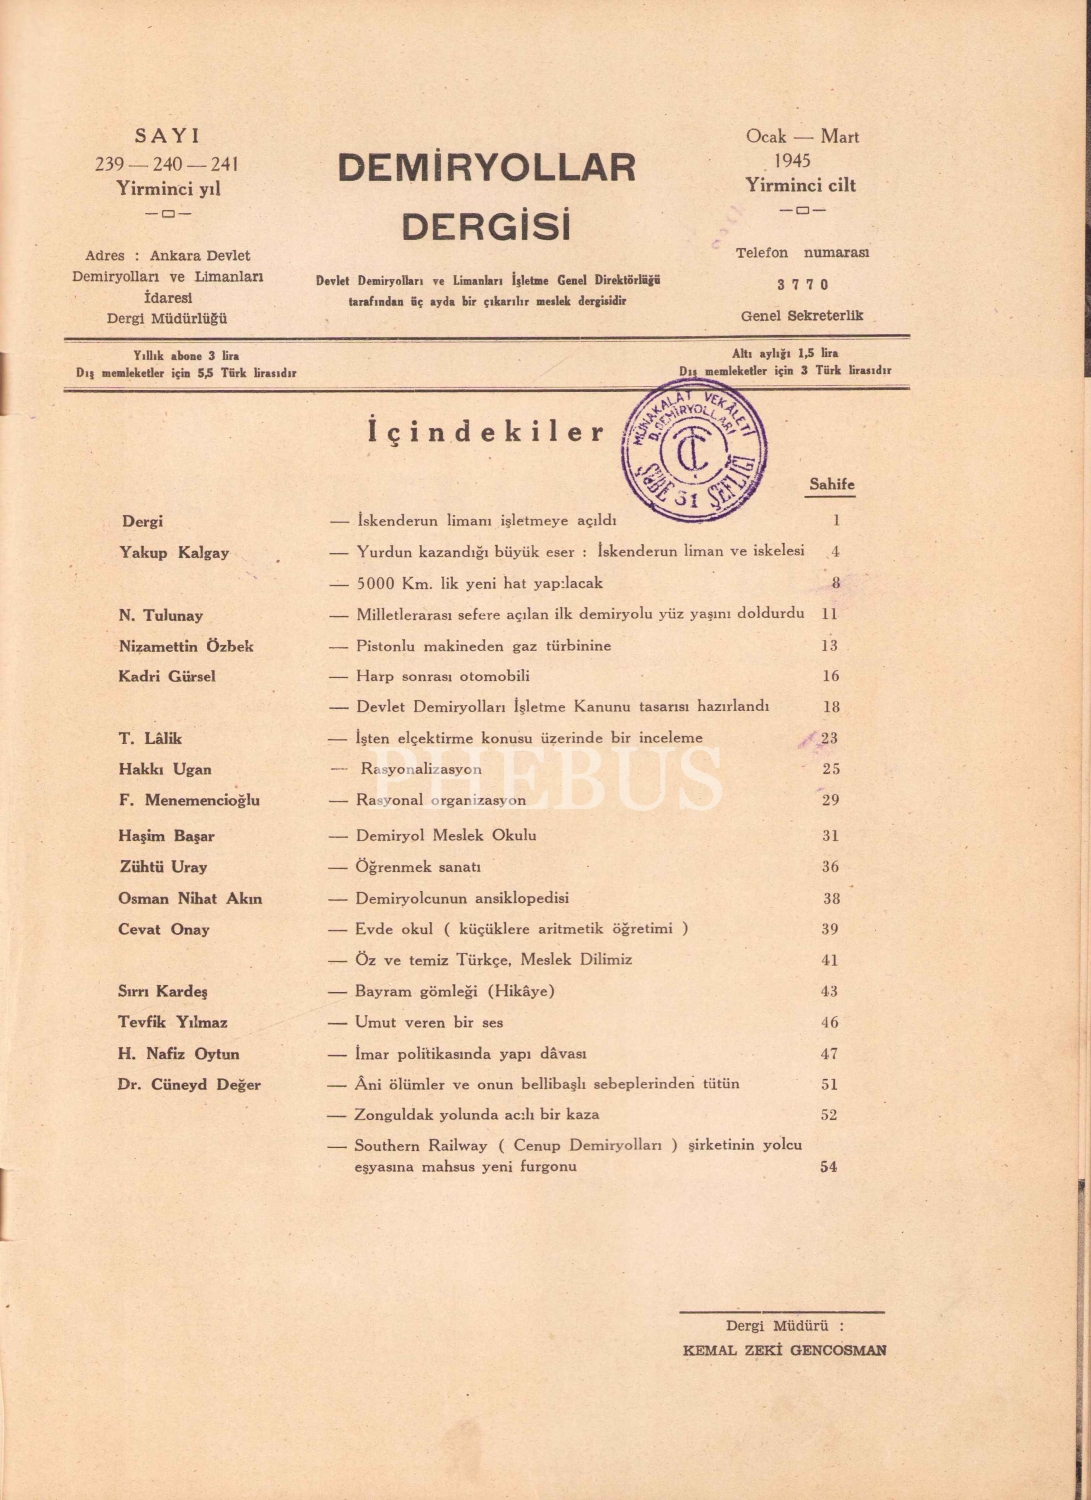 SAYI
239 — 240 — 241
Yirminci yıl
Adres : Ankara Devlet
Demiryolları ve Limanları
İdaresi
Dergi Müdürlüğü
DEMİRYOLLAR
DERGİSİ
Devlet Demiryolları ve Limanları İşletme Genel Direktörlüğü
tarafından üç ayda bir çıkarılır meslek dergisidir
Ocak — Mart
1945
Yirminci cilt
Telefon numarası
3770
Genel Sekreterlik
Yıllık abone 3 lira
Dış memleketler için 5,5 Türk lirasıdır
Altı aylığı 1,5 lira
Dış memleketler için 3 Türk lirasıdır
İçindekiler
MÜNAKALÂT VEKÂLETİ
D.DEMİRYOLLARI
TC
ŞUBE 31 ŞEFLİĞİ
Sahife
Dergi — İskenderun limanı işletmeye açıldı 1
Yakup Kalgay — Yurdun kazandığı büyük eser : İskenderun liman ve iskelesi 4
— 5000 Km. lik yeni hat yapılacak 8
N. Tulunay — Milletlerarası sefere açılan ilk demiryolu yüz yaşını doldurdu 11
Nizamettin Özbek — Pistonlu makineden gaz türbinine 13
Kadri Gürsel — Harp sonrası otomobili 16
— Devlet Demiryolları İşletme Kanunu tasarısı hazırlandı 18
T. Lâlik — İşten elçektirme konusu üzerinde bir inceleme 23
Hakkı Ugan — Rasyonalizasyon 25
F. Menemencioğlu — Rasyonal organizasyon 29
PHEBUS
Haşim Başar — Demiryol Meslek Okulu 31
Zühtü Uray — Öğrenmek sanatı 36
Osman Nihat Akın — Demiryolcunun ansiklopedisi 38
Cevat Onay — Evde okul ( küçüklere aritmetik öğretimi ) 39
— Öz ve temiz Türkçe, Meslek Dilimiz 41
Sırrı Kardeş — Bayram gömleği (Hikâye) 43
Tevfik Yılmaz — Umut veren bir ses 46
H. Nafiz Oytun — İmar politikasında yapı dâvası 47
Dr. Cüneyd Değer — Âni ölümler ve onun bellibaşlı sebeplerinden tütün 51
— Zonguldak yolunda acılı bir kaza 52
— Southern Railway ( Cenup Demiryolları ) şirketinin yolcu
eşyasına mahsus yeni furgonu 54
Dergi Müdürü :
KEMAL ZEKİ GENCOSMAN